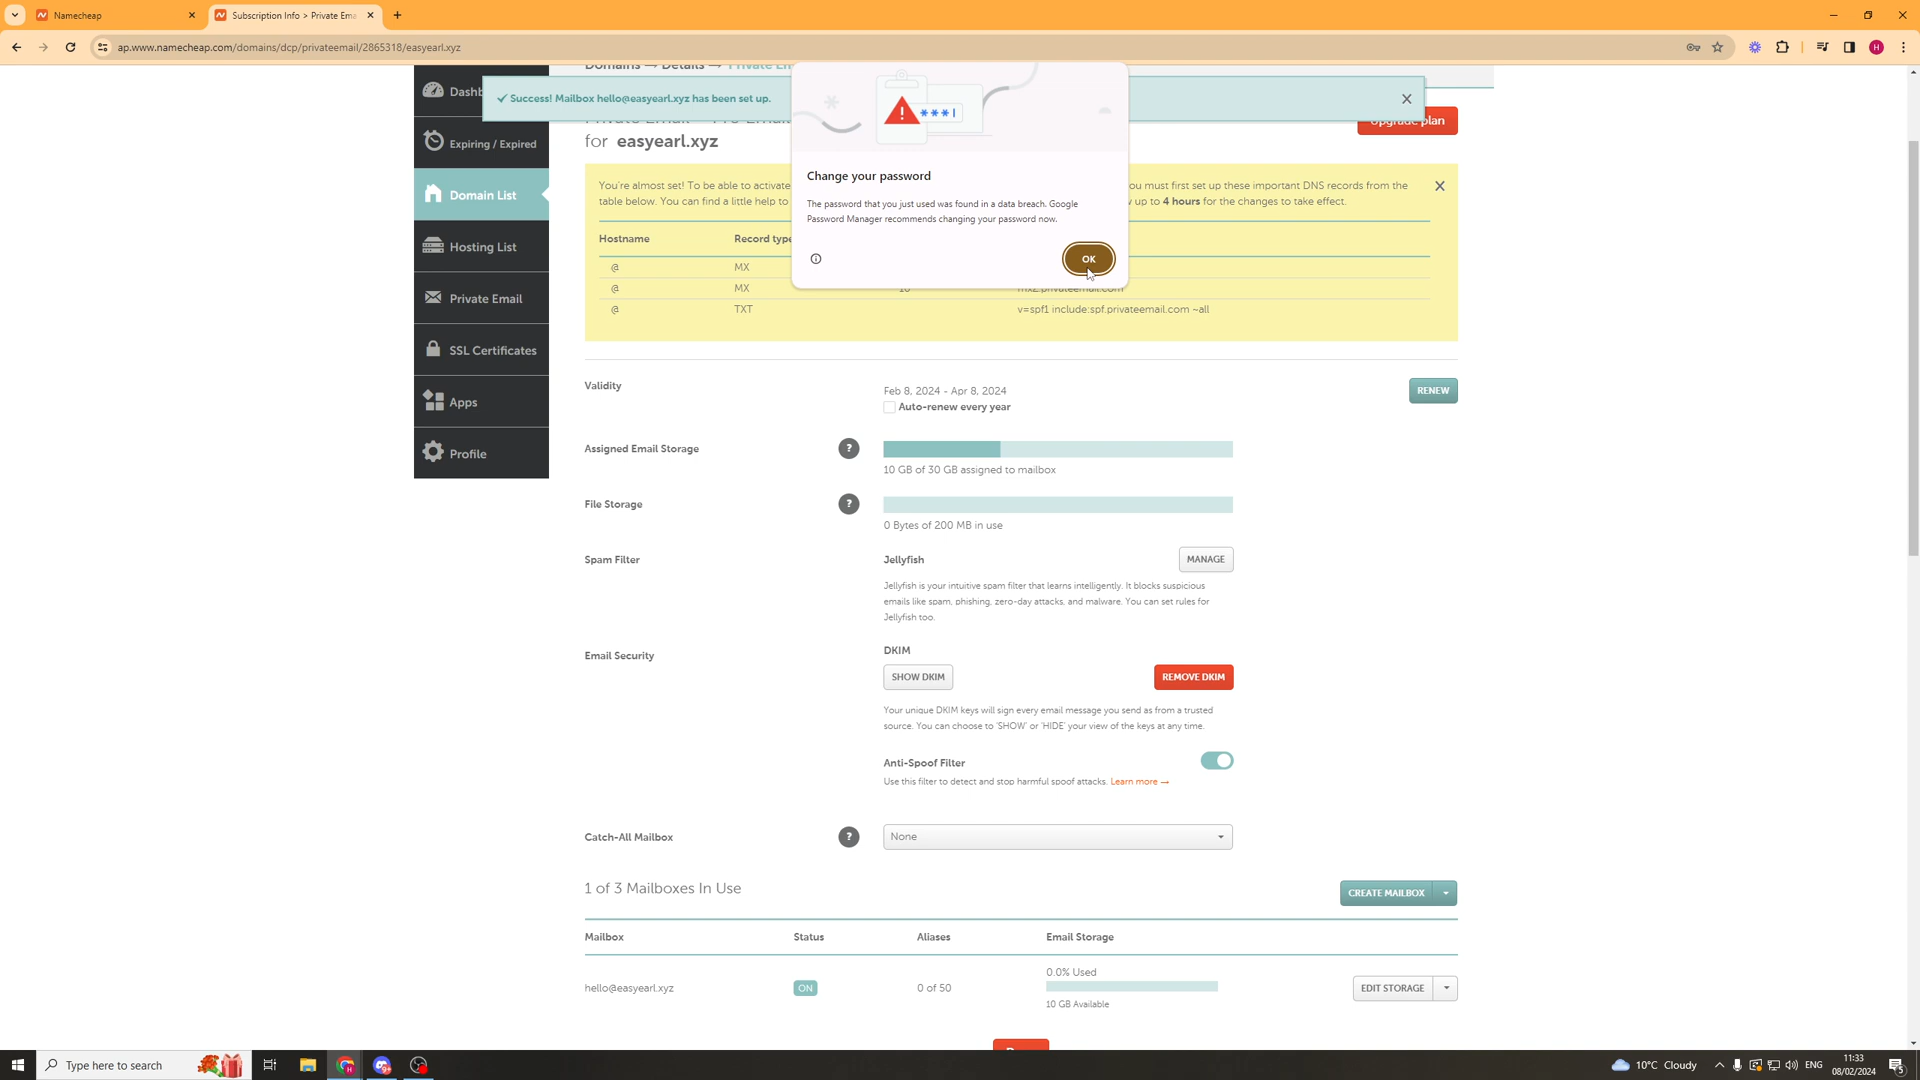 Namecheap
Subscription Info > Private Ema
ap.www.namecheap.com/domains/dcp/privateemail/2865318/easyearl.xyz
H
Domains → Details →
Dashb
Success! Mailbox hello@easyearl.xyz has been set up.
Upgrade plan
for easyearl.xyz
***
Change your password
The password that you just used was found in a data breach. Google
Password Manager recommends changing your password now.
OK
Expiring / Expired
Domain List
Hosting List
Private Email
SSL Certificates
Apps
Profile
You're almost set! To be able to activate
ou must first set up these important DNS records from the
table below. You can find a little help to
up to 4 hours for the changes to take effect.
Hostname Record type
@ MX
@ MX 10 mx2.privateemail.com
@ TXT v=spf1 include:spf.privateemail.com ~all
Validity
Feb 8, 2024 - Apr 8, 2024
Auto-renew every year
RENEW
Assigned Email Storage ?
10 GB of 30 GB assigned to mailbox
File Storage ?
0 Bytes of 200 MB in use
Spam Filter Jellyfish MANAGE
Jellyfish is your intuitive spam filter that learns intelligently. It blocks suspicious
emails like spam, phishing, zero-day attacks, and malware. You can set rules for
Jellyfish too.
Email Security DKIM
SHOW DKIM REMOVE DKIM
Your unique DKIM keys will sign every email message you send as from a trusted
source. You can choose to 'SHOW' or 'HIDE' your view of the keys at any time.
Anti-Spoof Filter
Use this filter to detect and stop harmful spoof attacks. Learn more →
Catch-All Mailbox ? None
1 of 3 Mailboxes In Use CREATE MAILBOX
Mailbox Status Aliases Email Storage
hello@easyearl.xyz ON 0 of 50
0.0% Used
10 GB Available
EDIT STORAGE
Type here to search
10°C Cloudy
ENG
11:33
08/02/2024
5